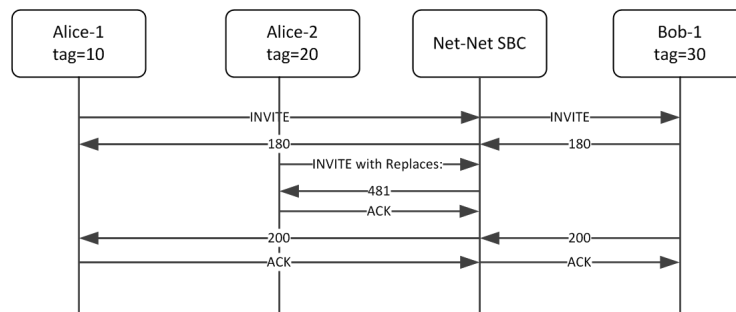 Alice-1
tag=10
Alice-2
tag=20
Net-Net SBC
Bob-1
tag=30
INVITE
INVITE
180
180
INVITE with Replaces:
481
ACK
200
200
ACK
ACK